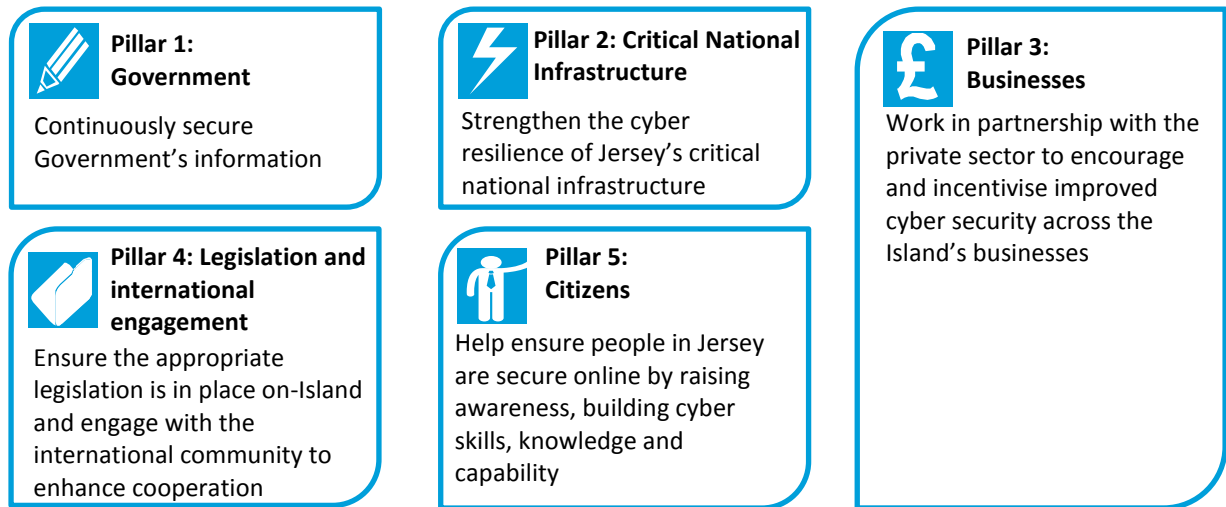 Pillar 1:
Government
Continuously secure
Government’s information
Pillar 2: Critical National
Infrastructure
Strengthen the cyber
resilience of Jersey’s critical
national infrastructure
£
Pillar 3:
Businesses
Work in partnership with the
private sector to encourage
and incentivise improved
cyber security across the
Island’s businesses
Pillar 4: Legislation and
international
engagement
Ensure the appropriate
legislation is in place on-Island
and engage with the
international community to
enhance cooperation
Pillar 5:
Citizens
Help ensure people in Jersey
are secure online by raising
awareness, building cyber
skills, knowledge and
capability